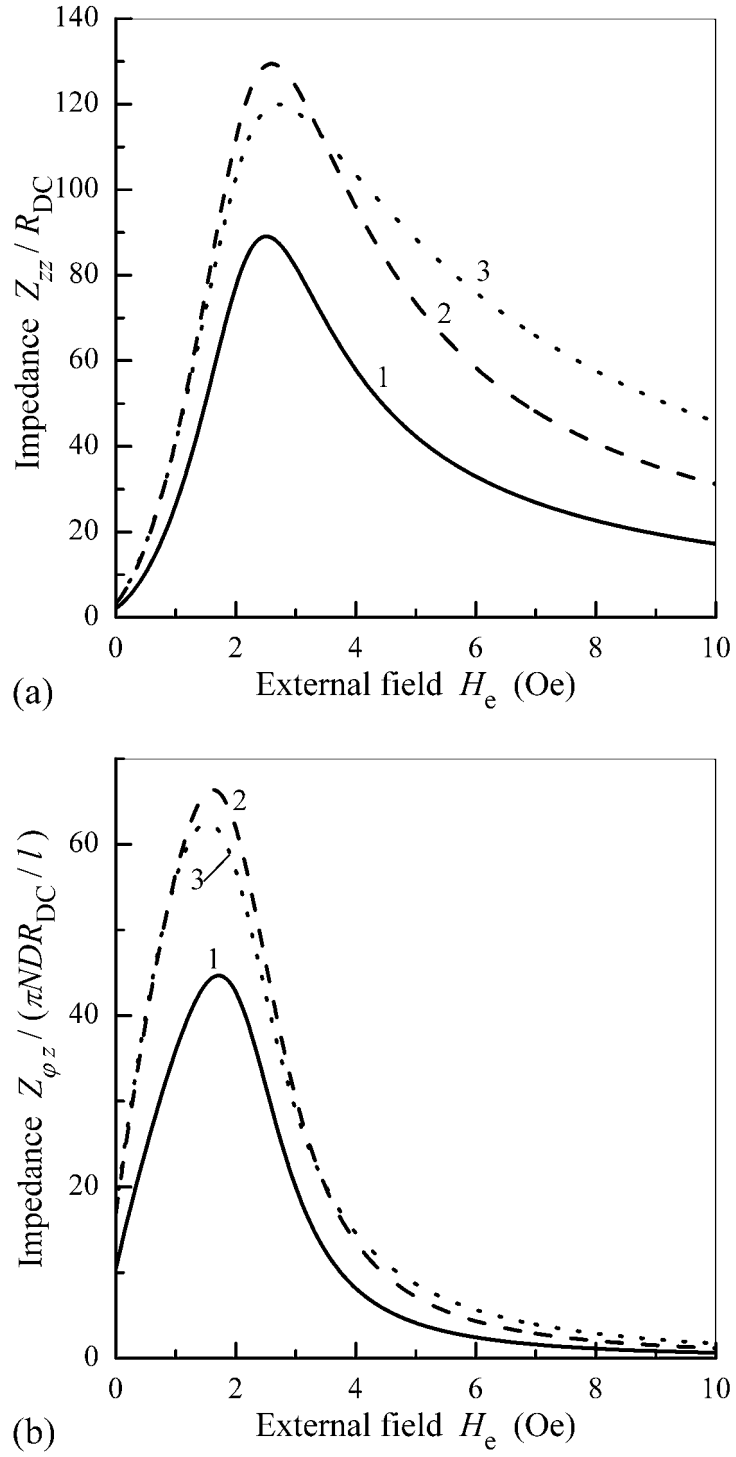 140
120
100
80
60
40
20
0
Impedance Z_zz / R_DC
1
2
3
0 2 4 6 8 10
External field H_e (Oe)
(a)
60
40
20
0
Impedance Z_φz / (πNDR_DC / l)
2
3
1
0 2 4 6 8 10
External field H_e (Oe)
(b)